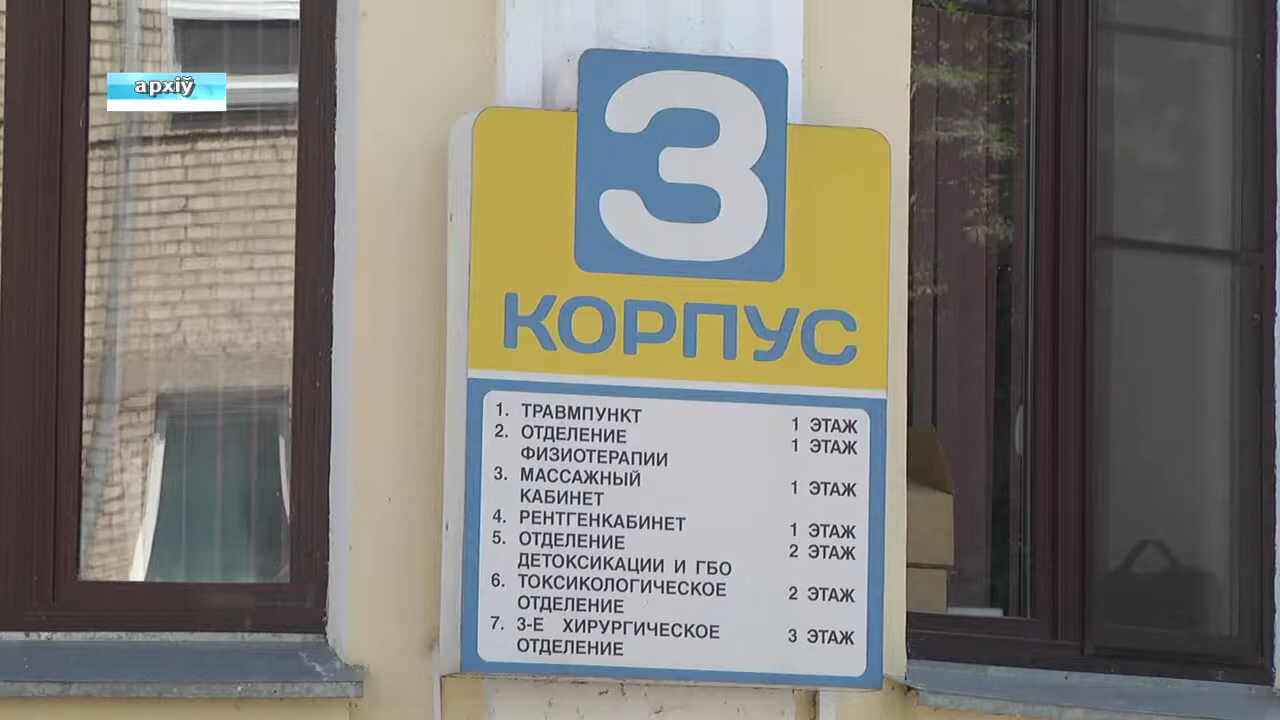 архіў
3
КОРПУС
1. ТРАВМПУНКТ 1 ЭТАЖ
2. ОТДЕЛЕНИЕ 1 ЭТАЖ
ФИЗИОТЕРАПИИ
3. МАССАЖНЫЙ
КАБИНЕТ 1 ЭТАЖ
4. РЕНТГЕНКАБИНЕТ 1 ЭТАЖ
5. ОТДЕЛЕНИЕ 2 ЭТАЖ
ДЕТОКСИКАЦИИ И ГБО
6. ТОКСИКОЛОГИЧЕСКОЕ 2 ЭТАЖ
ОТДЕЛЕНИЕ
7. 3-Е ХИРУРГИЧЕСКОЕ 3 ЭТАЖ
ОТДЕЛЕНИЕ